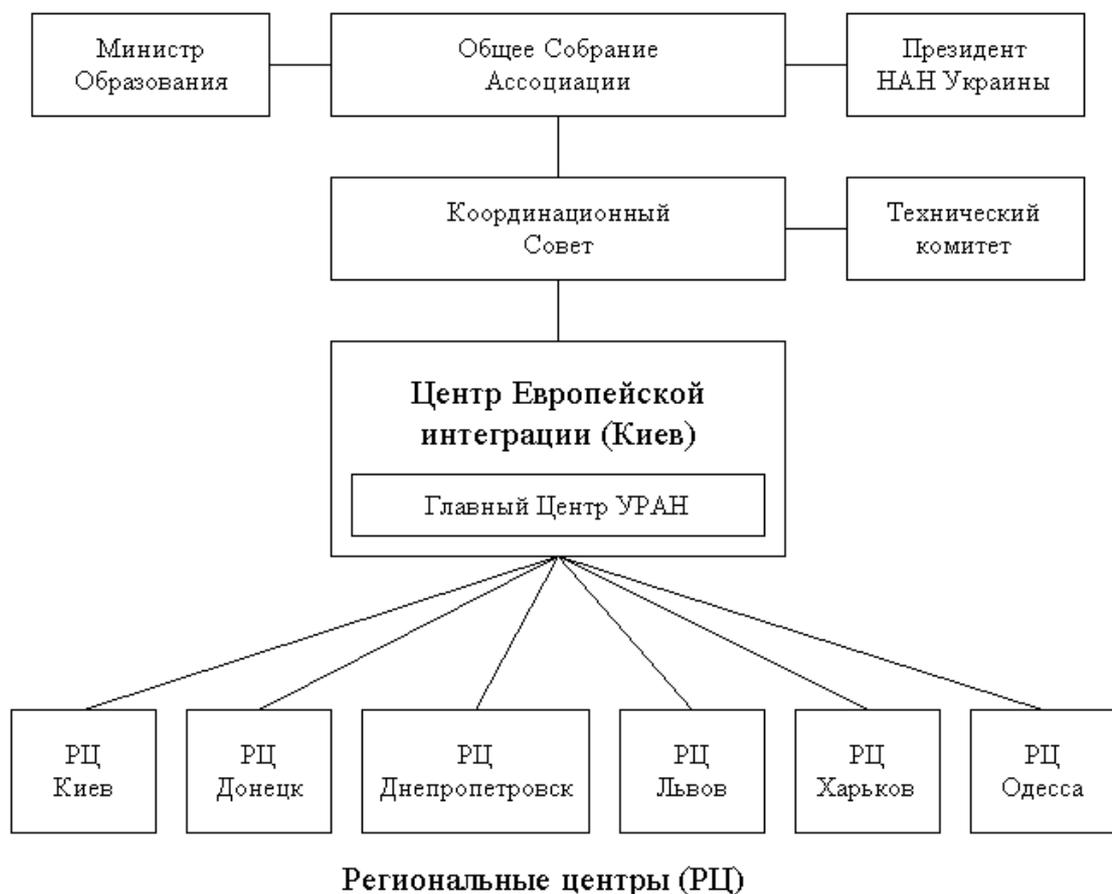 Министр
Образования
Общее Собрание
Ассоциации
Президент
НАН Украины
Координационный
Совет
Технический
комитет
Центр Европейской
интеграции (Киев)
Главный Центр УРАН
РЦ
Киев
РЦ
Донецк
РЦ
Днепропетровск
РЦ
Львов
РЦ
Харьков
РЦ
Одесса
Региональные центры (РЦ)